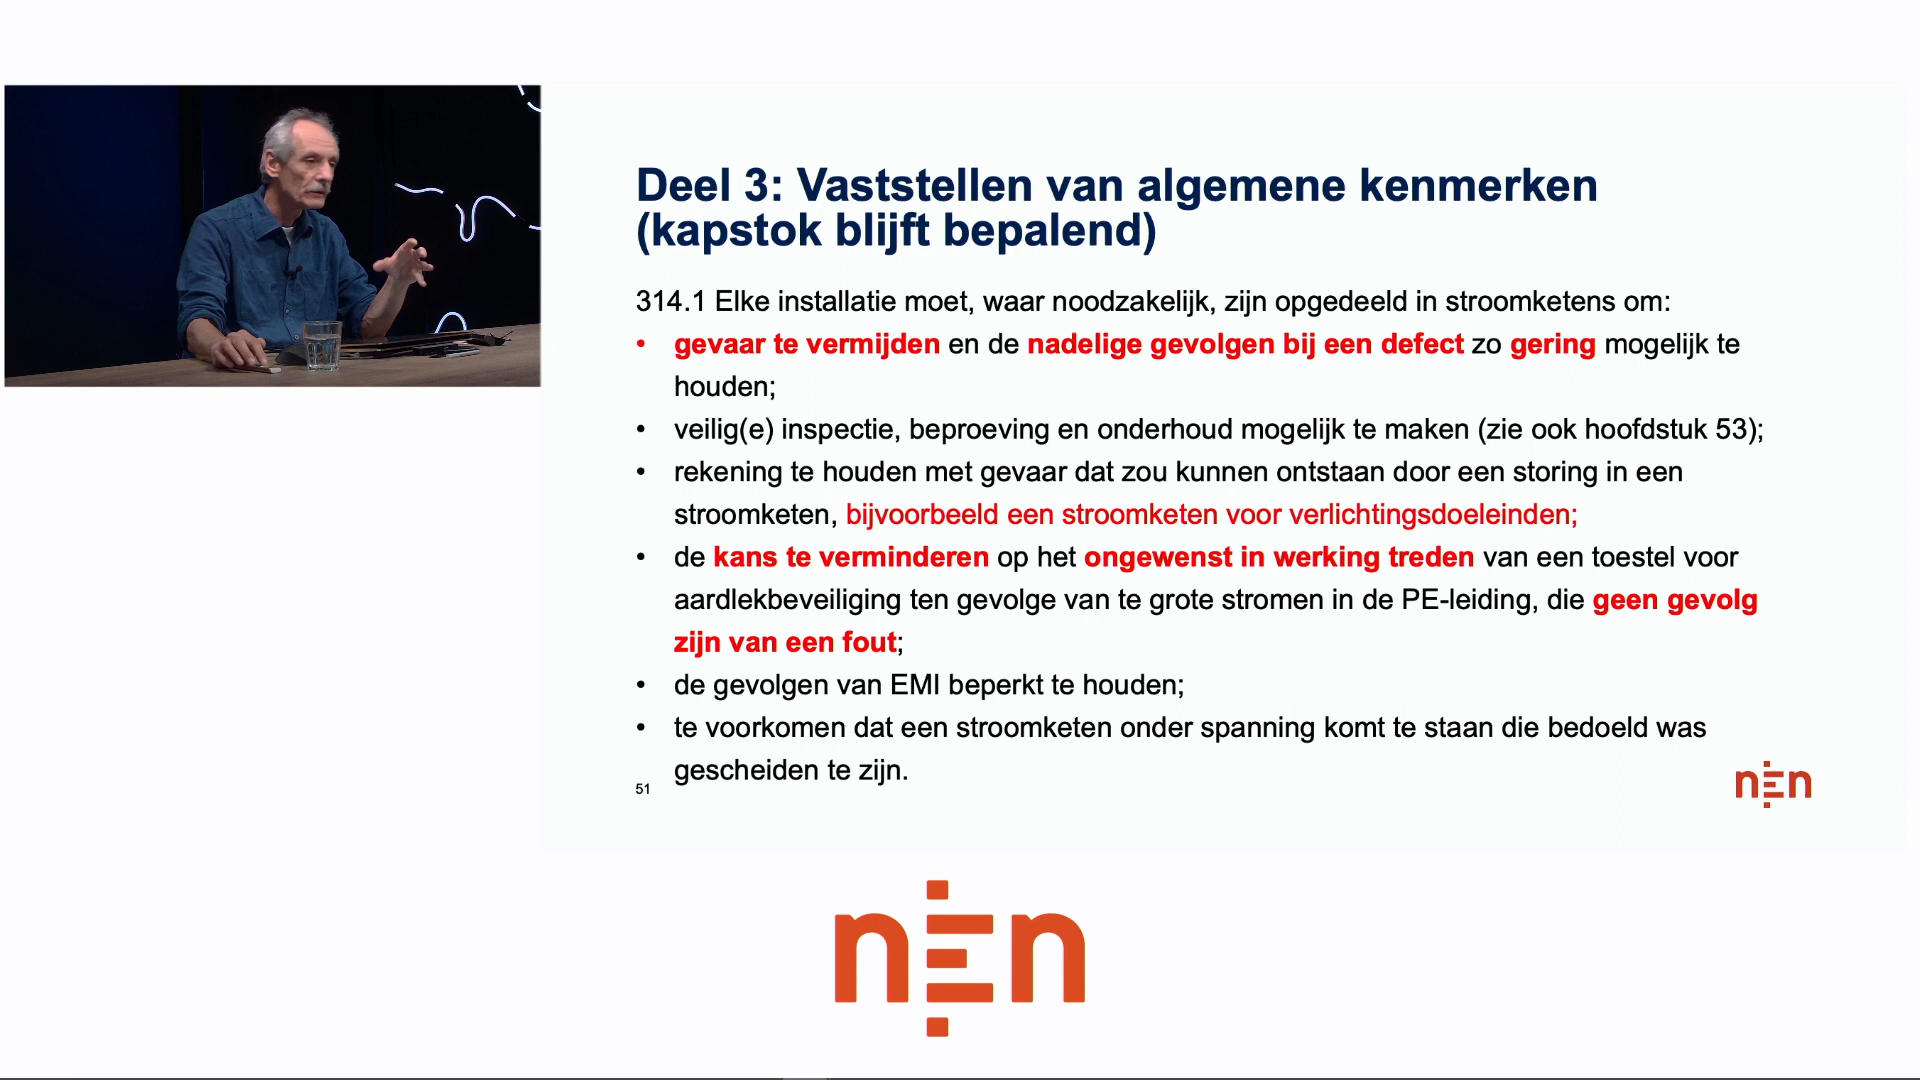 Deel 3: Vaststellen van algemene kenmerken
(kapstok blijft bepalend)
314.1 Elke installatie moet, waar noodzakelijk, zijn opgedeeld in stroomketens om:
• gevaar te vermijden en de nadelige gevolgen bij een defect zo gering mogelijk te
houden;
• veilig(e) inspectie, beproeving en onderhoud mogelijk te maken (zie ook hoofdstuk 53);
• rekening te houden met gevaar dat zou kunnen ontstaan door een storing in een
stroomketen, bijvoorbeeld een stroomketen voor verlichtingsdoeleinden;
• de kans te verminderen op het ongewenst in werking treden van een toestel voor
aardlekbeveiliging ten gevolge van te grote stromen in de PE-leiding, die geen gevolg
zijn van een fout;
• de gevolgen van EMI beperkt te houden;
• te voorkomen dat een stroomketen onder spanning komt te staan die bedoeld was
gescheiden te zijn.
51
nEn
nEn